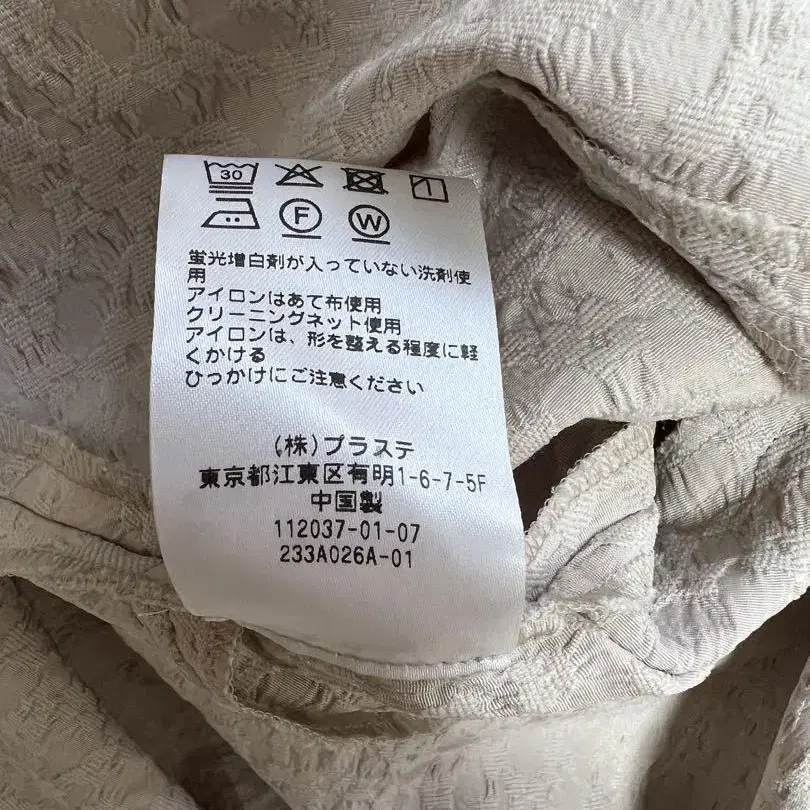 30
F W
蛍光増白剤が入っていない洗剤使
用
アイロンはあて布使用
クリーニングネット使用
アイロンは、形を整える程度に軽
くかける
ひっかけにご注意ください
(株)プラステ
東京都江東区有明1-6-7-5F
中国製
112037-01-07
233A026A-01